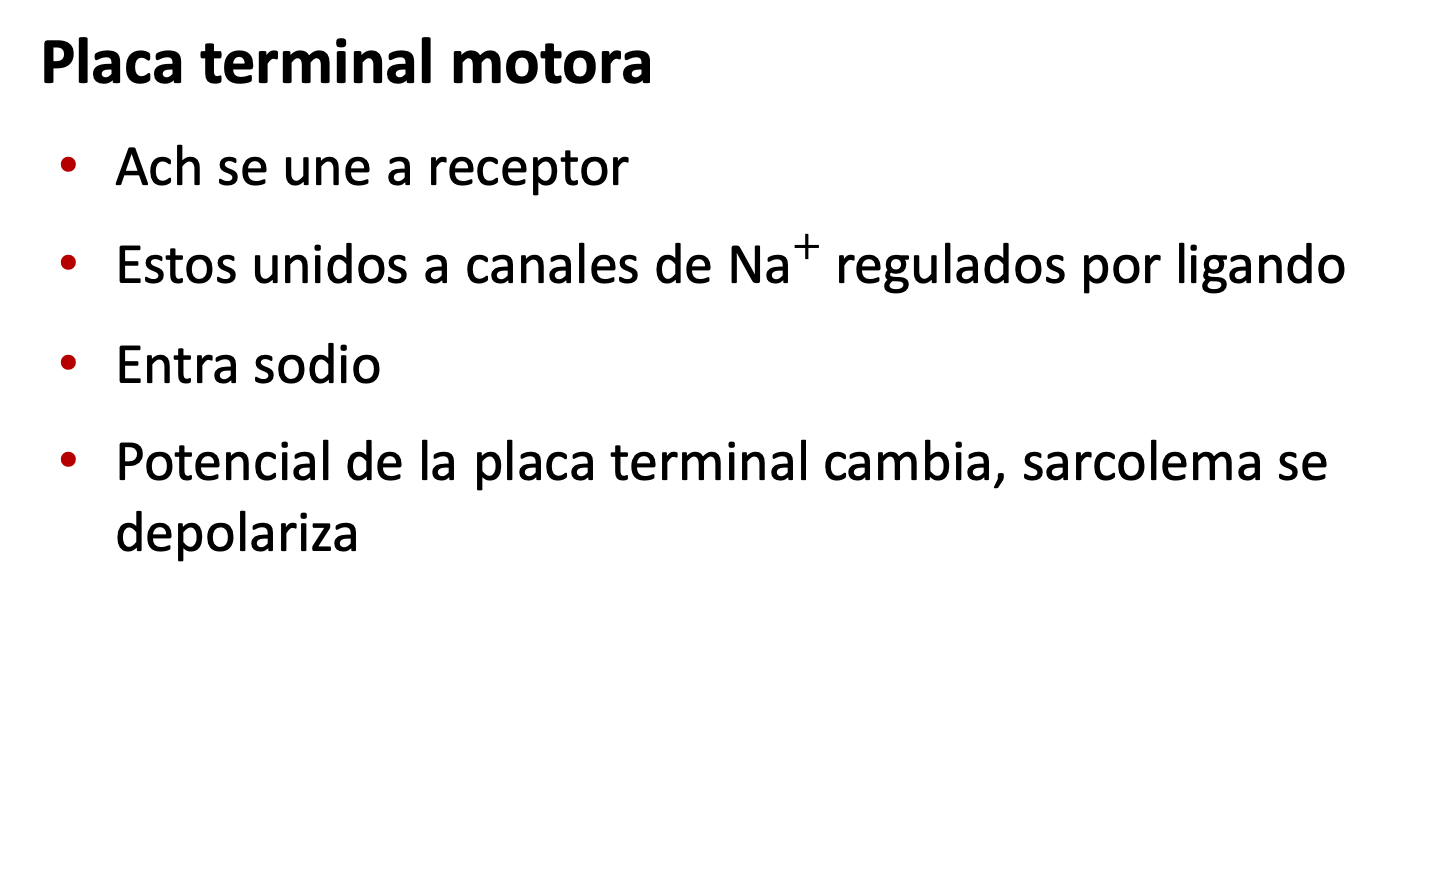 Placa terminal motora
• Ach se une a receptor
• Estos unidos a canales de Na⁺ regulados por ligando
• Entra sodio
• Potencial de la placa terminal cambia, sarcolema se
depolariza